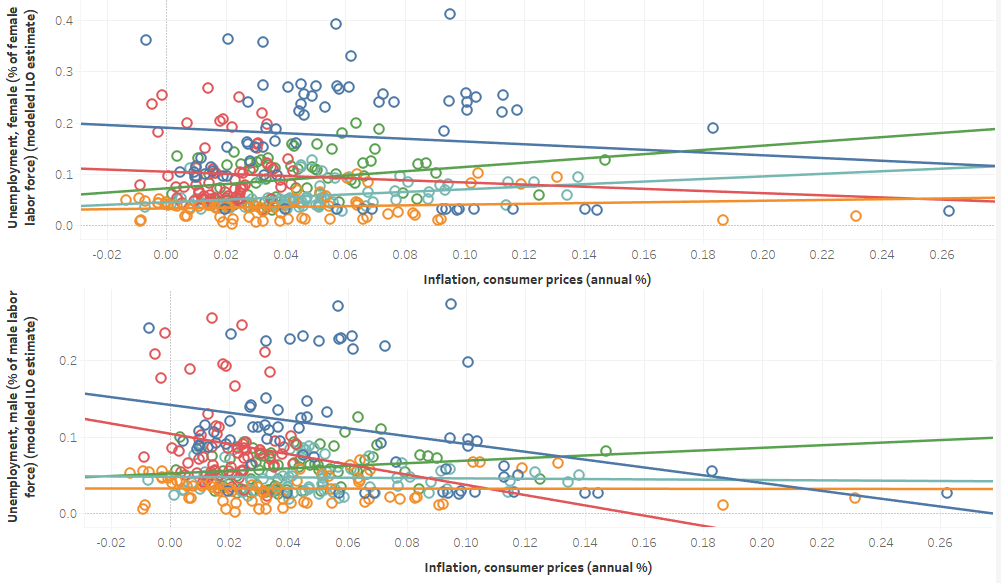 Unemployment, female (% of female
labor force) (modeled ILO estimate)
0.4
0.3
0.2
0.1
0.0
-0.02 0.00 0.02 0.04 0.06 0.08 0.10 0.12 0.14 0.16 0.18 0.20 0.22 0.24 0.26
Inflation, consumer prices (annual %)
Unemployment, male (% of male labor
force) (modeled ILO estimate)
0.2
0.1
0.0
-0.02 0.00 0.02 0.04 0.06 0.08 0.10 0.12 0.14 0.16 0.18 0.20 0.22 0.24 0.26
Inflation, consumer prices (annual %)